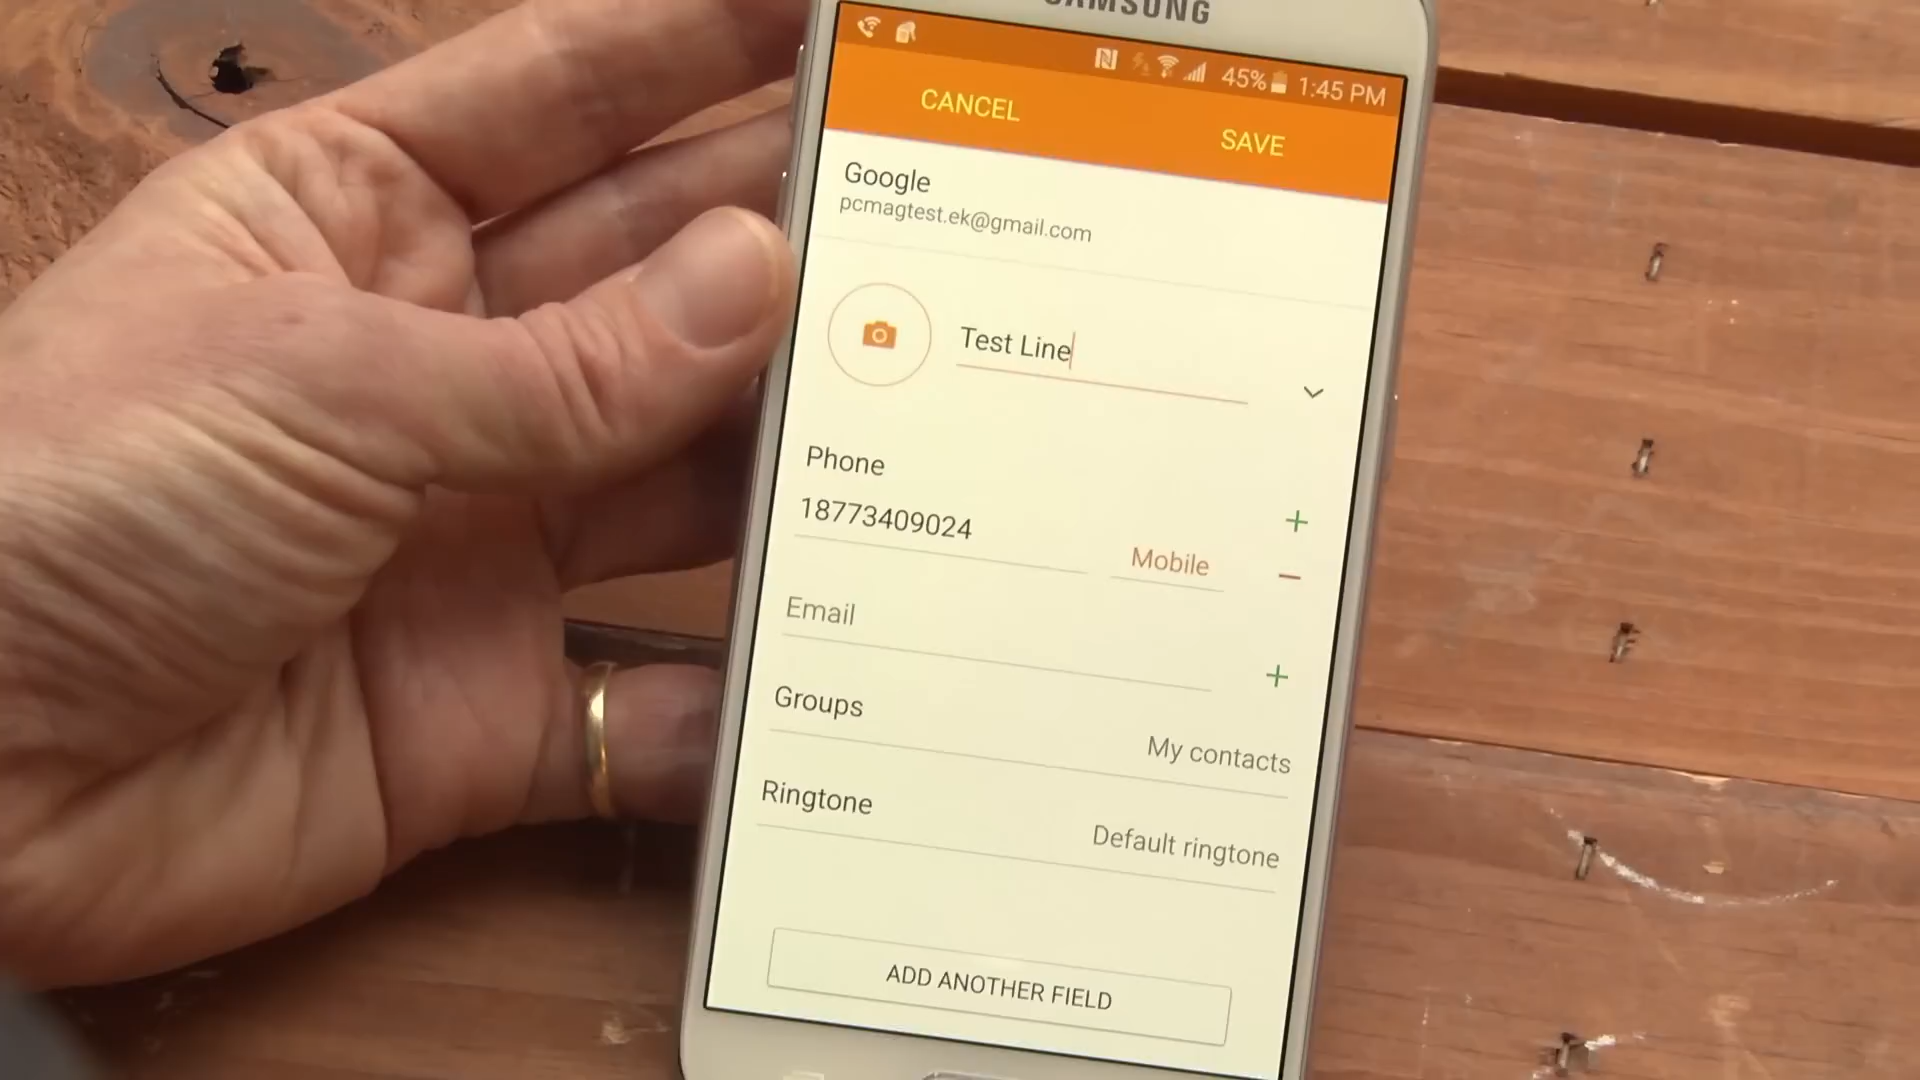 SAMSUNG
45% 1:45 PM
CANCEL SAVE
Google
pcmagtest.ek@gmail.com
Test Line
Phone
18773409024
Mobile
Email
Groups
My contacts
Ringtone
Default ringtone
ADD ANOTHER FIELD